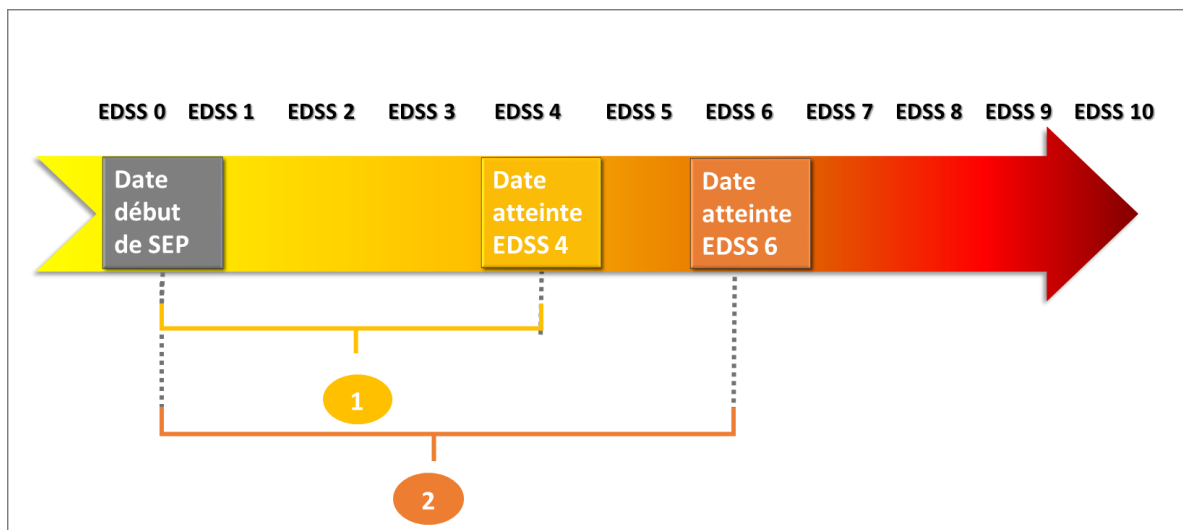 EDSS 0 EDSS 1 EDSS 2 EDSS 3 EDSS 4 EDSS 5 EDSS 6 EDSS 7 EDSS 8 EDSS 9 EDSS 10
Date
début
de SEP
Date
atteinte
EDSS 4
Date
atteinte
EDSS 6
1
2